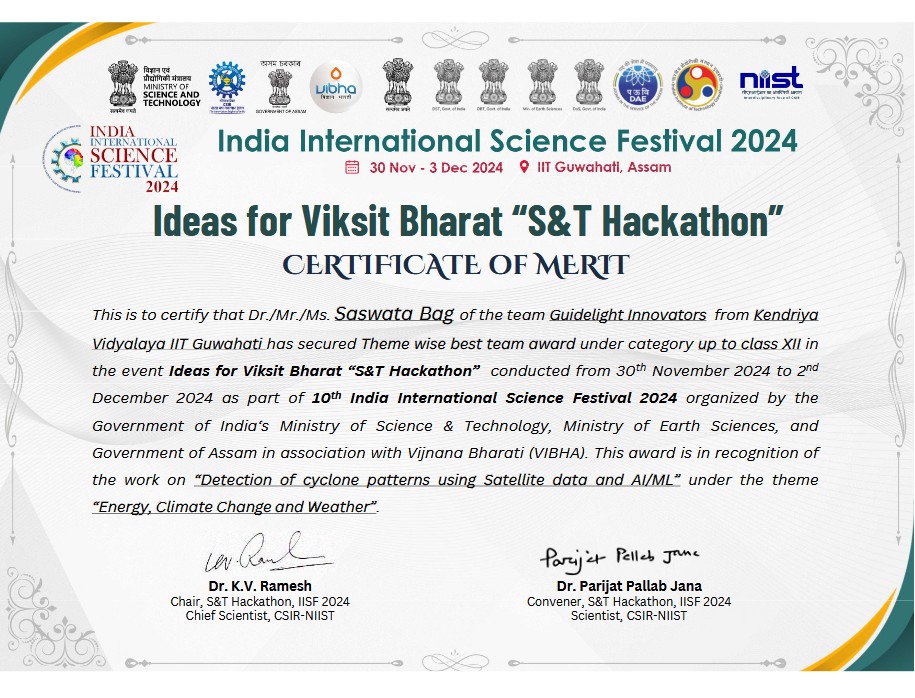 विज्ञान एवं
प्रौद्योगिकी मंत्रालय
MINISTRY OF
SCIENCE AND
TECHNOLOGY
सत्यमेव जयते
CSIR
অসম চৰকাৰ
GOVERNMENT OF ASSAM
vibha
विज्ञान - भारती
सत्यमेव जयते
DST, Govt. of India
DBT, Govt. of India
Min. of Earth Sciences
DoS, Govt. of India
DAE
niist
INDIA
INTERNATIONAL
SCIENCE
FESTIVAL
2024
India International Science Festival 2024
30 Nov - 3 Dec 2024 IIT Guwahati, Assam
Ideas for Viksit Bharat “S&T Hackathon”
CERTIFICATE OF MERIT
This is to certify that Dr./Mr./Ms. Saswata Bag of the team Guidelight Innovators from Kendriya
Vidyalaya IIT Guwahati has secured Theme wise best team award under category up to class XII in
the event Ideas for Viksit Bharat “S&T Hackathon” conducted from 30th November 2024 to 2nd
December 2024 as part of 10th India International Science Festival 2024 organized by the
Government of India‘s Ministry of Science & Technology, Ministry of Earth Sciences, and
Government of Assam in association with Vijnana Bharati (VIBHA). This award is in recognition of
the work on “Detection of cyclone patterns using Satellite data and AI/ML” under the theme
“Energy, Climate Change and Weather”.
Parijat Pallab Jana
Dr. K.V. Ramesh
Chair, S&T Hackathon, IISF 2024
Chief Scientist, CSIR-NIIST
Dr. Parijat Pallab Jana
Convener, S&T Hackathon, IISF 2024
Scientist, CSIR-NIIST